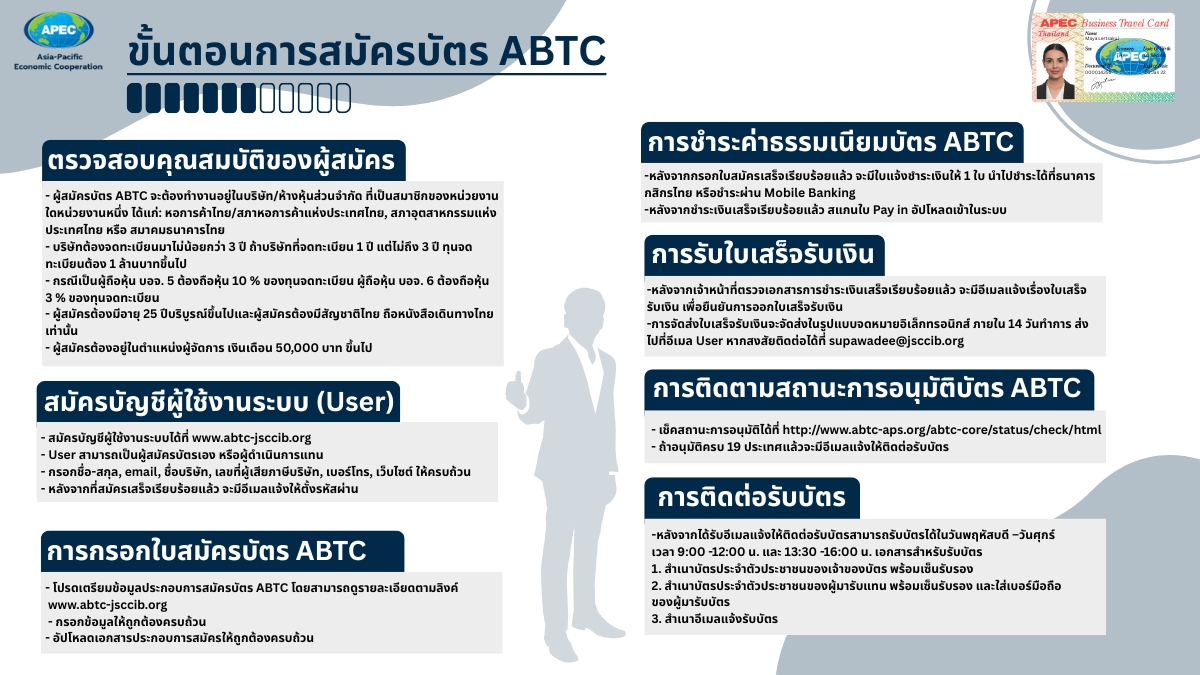 APEC
Asia-Pacific
Economic Cooperation
ขั้นตอนการสมัครบัตร ABTC
APEC Business Travel Card
Thailand
Name
Sex
APEC
ตรวจสอบคุณสมบัติของผู้สมัคร
- ผู้สมัครบัตร ABTC จะต้องทำงานอยู่ในบริษัท/ห้างหุ้นส่วนจำกัด ที่เป็นสมาชิกของหน่วยงาน
ใดหน่วยงานหนึ่ง ได้แก่: หอการค้าไทย/สภาหอการค้าแห่งประเทศไทย, สภาอุตสาหกรรมแห่ง
ประเทศไทย หรือ สมาคมธนาคารไทย
- บริษัทต้องจดทะเบียนมาไม่น้อยกว่า 3 ปี ถ้าบริษัทที่จดทะเบียน 1 ปี แต่ไม่ถึง 3 ปี ทุนจด
ทะเบียนต้อง 1 ล้านบาทขึ้นไป
- กรณีเป็นผู้ถือหุ้น บอจ. 5 ต้องถือหุ้น 10 % ของทุนจดทะเบียน ผู้ถือหุ้น บอจ. 6 ต้องถือหุ้น
3 % ของทุนจดทะเบียน
- ผู้สมัครต้องมีอายุ 25 ปีบริบูรณ์ขึ้นไปและผู้สมัครต้องมีสัญชาติไทย ถือหนังสือเดินทางไทย
เท่านั้น
- ผู้สมัครต้องอยู่ในตำแหน่งผู้จัดการ เงินเดือน 50,000 บาท ขึ้นไป
สมัครบัญชีผู้ใช้งานระบบ (User)
- สมัครบัญชีผู้ใช้งานระบบได้ที่ www.abtc-jsccib.org
- User สามารถเป็นผู้สมัครบัตรเอง หรือผู้ดำเนินการแทน
- กรอกชื่อ-สกุล, email, ชื่อบริษัท, เลขที่ผู้เสียภาษีบริษัท, เบอร์โทร, เว็บไซต์ ให้ครบถ้วน
- หลังจากที่สมัครเสร็จเรียบร้อยแล้ว จะมีอีเมลแจ้งให้ตั้งรหัสผ่าน
การกรอกใบสมัครบัตร ABTC
- โปรดเตรียมข้อมูลประกอบการสมัครบัตร ABTC โดยสามารถดูรายละเอียดตามลิงค์
www.abtc-jsccib.org
- กรอกข้อมูลให้ถูกต้องครบถ้วน
- อัปโหลดเอกสารประกอบการสมัครให้ถูกต้องครบถ้วน
การชำระค่าธรรมเนียมบัตร ABTC
-หลังจากกรอกใบสมัครเสร็จเรียบร้อยแล้ว จะมีใบแจ้งชำระเงินให้ 1 ใบ นำไปชำระได้ที่ธนาคาร
กสิกรไทย หรือชำระผ่าน Mobile Banking
-หลังจากชำระเงินเสร็จเรียบร้อยแล้ว สแกนใบ Pay in อัปโหลดเข้าในระบบ
การรับใบเสร็จรับเงิน
-หลังจากเจ้าหน้าที่ตรวจเอกสารการชำระเงินเสร็จเรียบร้อยแล้ว จะมีอีเมลแจ้งเรื่องใบเสร็จ
รับเงิน เพื่อยืนยันการออกใบเสร็จรับเงิน
-การจัดส่งใบเสร็จรับเงินจะจัดส่งในรูปแบบจดหมายอิเล็กทรอนิกส์ ภายใน 14 วันทำการ ส่ง
ไปที่อีเมล User หากสงสัยติดต่อได้ที่ supawadee@jsccib.org
การติดตามสถานะการอนุมัติบัตร ABTC
- เช็คสถานะการอนุมัติได้ที่ http://www.abtc-aps.org/abtc-core/status/check/html
- ถ้าอนุมัติครบ 19 ประเทศแล้วจะมีอีเมลแจ้งให้ติดต่อรับบัตร
การติดต่อรับบัตร
-หลังจากได้รับอีเมลแจ้งให้ติดต่อรับบัตรสามารถรับบัตรได้ในวันพฤหัสบดี –วันศุกร์
เวลา 9:00 -12:00 น. และ 13:30 -16:00 น. เอกสารสำหรับรับบัตร
1. สำเนาบัตรประจำตัวประชาชนของเจ้าของบัตร พร้อมเซ็นรับรอง
2. สำเนาบัตรประจำตัวประชาชนของผู้มารับแทน พร้อมเซ็นรับรอง และใส่เบอร์มือถือ
ของผู้มารับบัตร
3. สำเนาอีเมลแจ้งรับบัตร